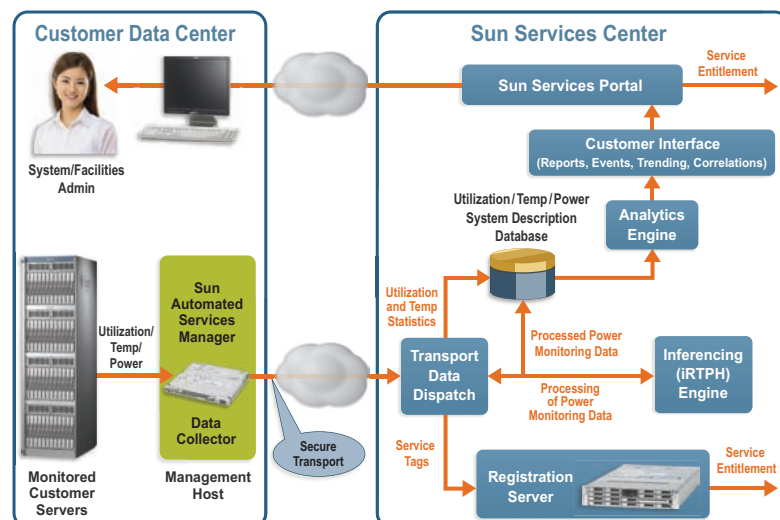 Customer Data Center
Sun Services Center
System/Facilities
Admin
Sun Services Portal
Service
Entitlement
Customer Interface
(Reports, Events, Trending, Correlations)
Utilization/Temp/Power
System Description
Database
Analytics
Engine
Sun
Automated
Services
Manager
Data
Collector
Utilization/
Temp/
Power
Utilization
and Temp
Statistics
Transport
Data
Dispatch
Processed Power
Monitoring Data
Processing
of Power
Monitoring Data
Inferencing
(iRTPH)
Engine
Secure
Transport
Service
Tags
Monitored
Customer
Servers
Management
Host
Registration
Server
Service
Entitlement